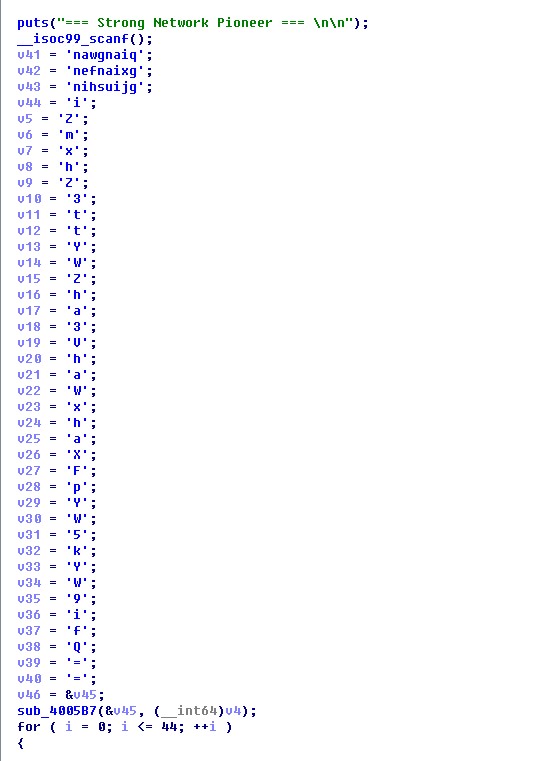 puts("=== Strong Network Pioneer === \n\n");
__isoc99_scanf();
v41 = 'nawgnaiq';
v42 = 'nefnaixg';
v43 = 'nihsuijg';
v44 = 'i';
v5 = 'Z';
v6 = 'm';
v7 = 'x';
v8 = 'h';
v9 = 'Z';
v10 = '3';
v11 = 't';
v12 = 't';
v13 = 'Y';
v14 = 'W';
v15 = 'Z';
v16 = 'h';
v17 = 'a';
v18 = '3';
v19 = 'V';
v20 = 'h';
v21 = 'a';
v22 = 'W';
v23 = 'x';
v24 = 'h';
v25 = 'a';
v26 = 'X';
v27 = 'F';
v28 = 'p';
v29 = 'Y';
v30 = 'W';
v31 = '5';
v32 = 'k';
v33 = 'Y';
v34 = 'W';
v35 = '9';
v36 = 'i';
v37 = 'f';
v38 = 'Q';
v39 = '=';
v40 = '=';
v46 = &v45;
sub_4005B7(&v45, (__int64)v4);
for ( i = 0; i <= 44; ++i )
{